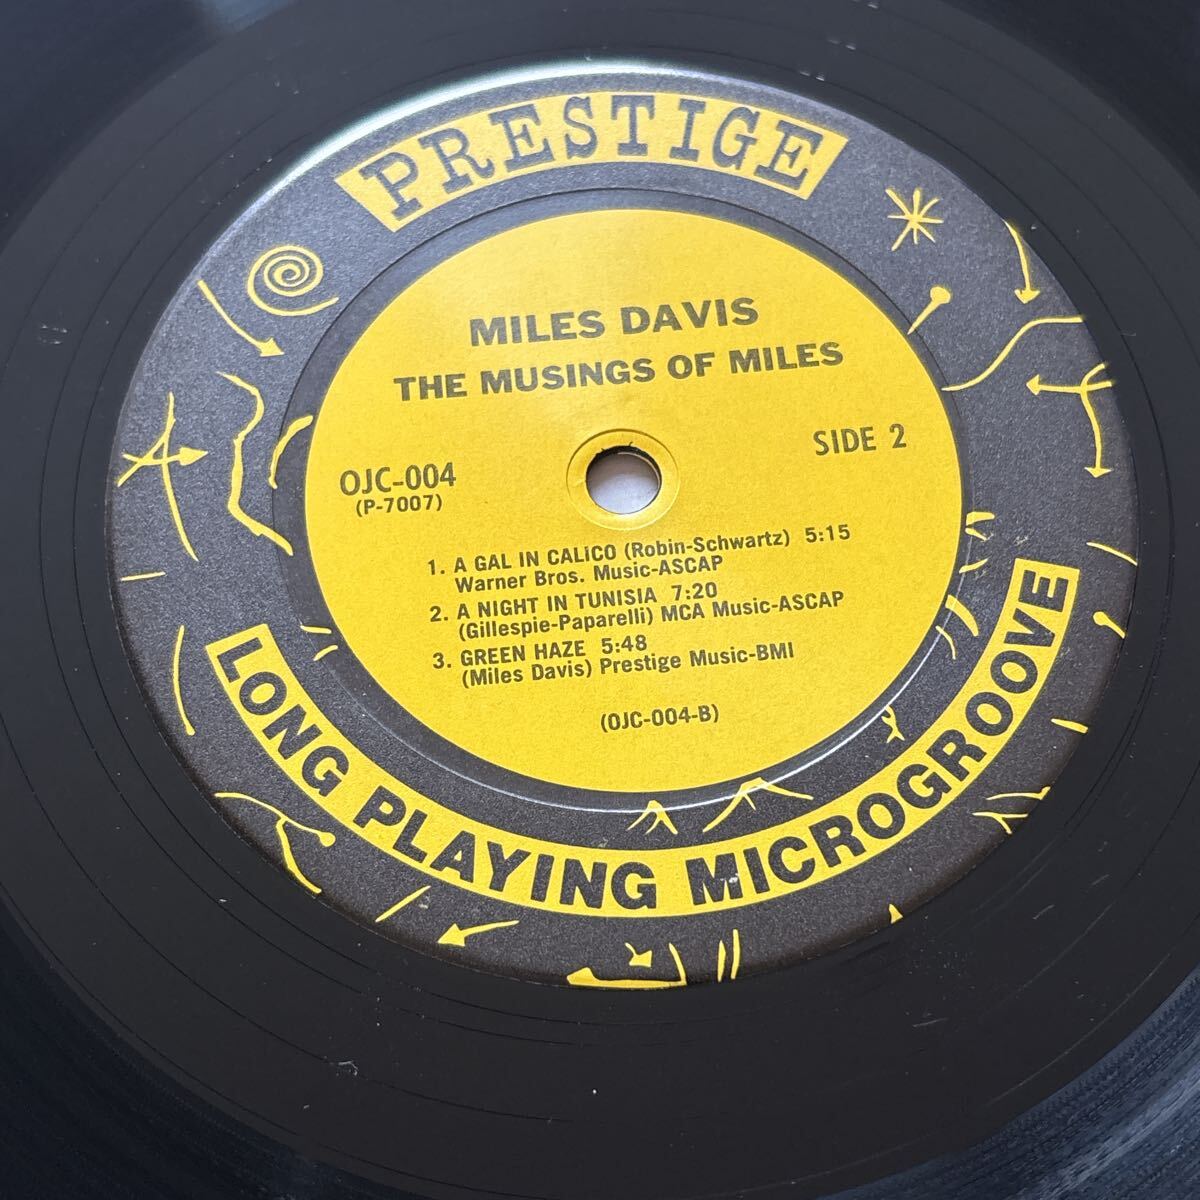 PRESTIGE
MILES DAVIS
THE MUSINGS OF MILES
SIDE 2
OJC-004
(P-7007)
1. A GAL IN CALiCO (Robin-Schwartz) 5:15
Warner Bros. Music-ASCAP
2. A NIGHT IN TUNISIA 7:20
(Gillespie-Paparelli) MCA Music-ASCAP
3. GREEN HAZE 5:48
(Miles Davis) Prestige Music-BMI
(OJC-004-B)
LONG PLAYING MICROGROOVE